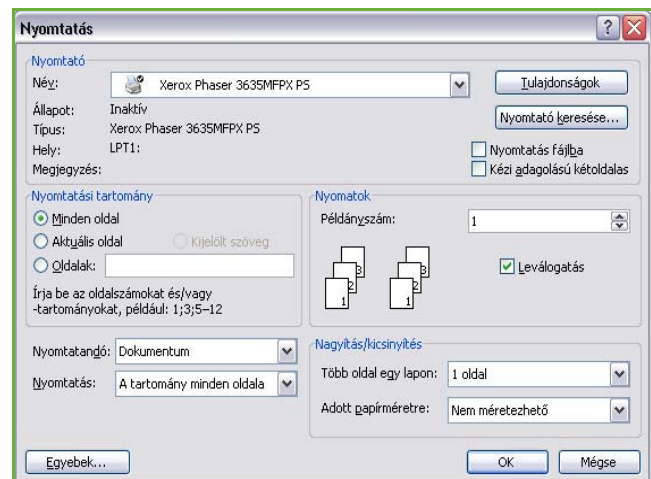 Nyomtatás
Nyomtató
Név: Xerox Phaser 3635MFPX PS Tulajdonságok
Állapot: Inaktív Nyomtató keresése...
Típus: Xerox Phaser 3635MFPX PS
Hely: LPT1: Nyomtatás fájlba
Megjegyzés: Kézi adagolású kétoldalas
Nyomtatási tartomány
Minden oldal
Aktuális oldal Kijelölt szöveg
Oldalak:
Írja be az oldalszámokat és/vagy
-tartományokat, például: 1;3;5–12
Nyomatok
Példányszám: 1
3 3
2 2
1 1
Leválogatás
Nyomtatandó: Dokumentum
Nyomtatás: A tartomány minden oldala
Nagyítás/kicsinyítés
Több oldal egy lapon: 1 oldal
Adott papírméretre: Nem méretezhető
Egyebek... OK Mégse